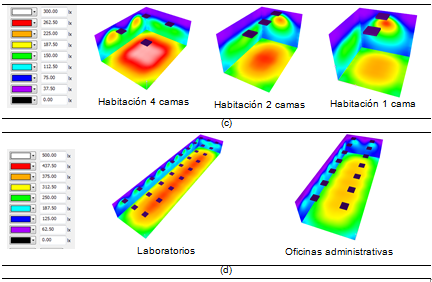 300.00 lx
262.50 lx
225.00 lx
187.50 lx
150.00 lx
112.50 lx
75.00 lx
37.50 lx
0.00 lx
Habitación 4 camas
Habitación 2 camas
Habitación 1 cama
(c)
500.00 lx
437.50 lx
375.00 lx
312.50 lx
250.00 lx
187.50 lx
125.00 lx
62.50 lx
0.00 lx
Laboratorios
Oficinas administrativas
(d)